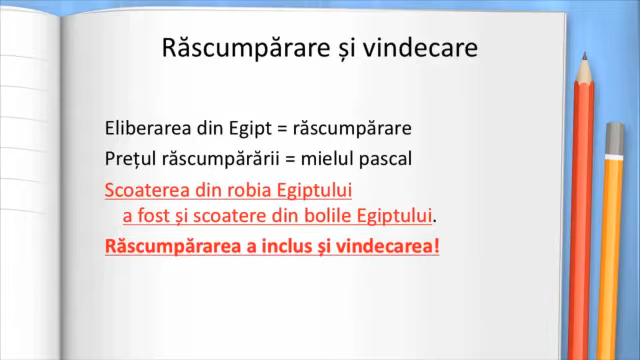 Răscumpărare și vindecare
Eliberarea din Egipt = răscumpărare
Prețul răscumpărării = mielul pascal
Scoaterea din robia Egiptului
a fost și scoatere din bolile Egiptului.
Răscumpărarea a inclus și vindecarea!